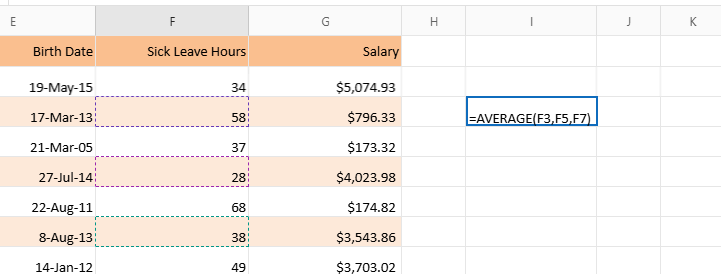 E F G H I J K
Birth Date Sick Leave Hours Salary
19-May-15 34 $5,074.93
17-Mar-13 58 $796.33 =AVERAGE(F3,F5,F7)
21-Mar-05 37 $173.32
27-Jul-14 28 $4,023.98
22-Aug-11 68 $174.82
8-Aug-13 38 $3,543.86
14-Jan-12 49 $3,703.02